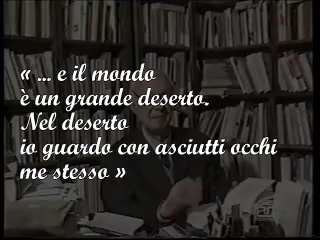 « ... e il mondo
è un grande deserto.
Nel deserto
io guardo con asciutti occhi
me stesso »